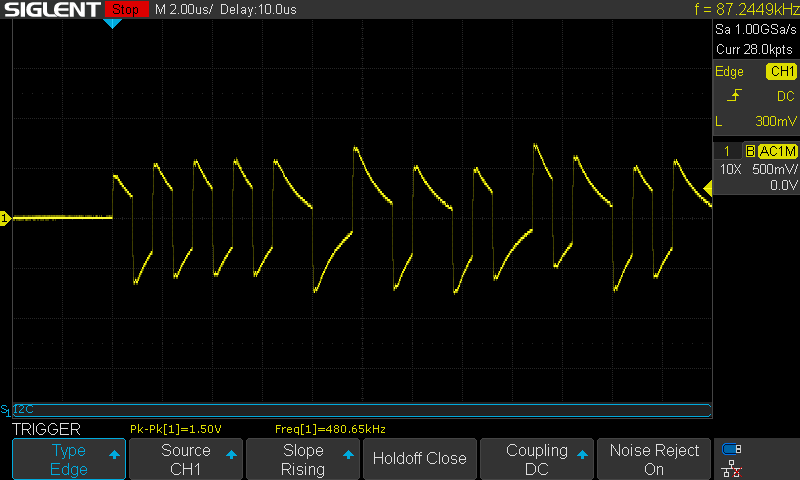 SIGLENT Stop M 2.00us/ Delay:10.0us f = 87.2449kHz
Sa 1.00GSa/s
Curr 28.0kpts
Edge CH1
DC
L 300mV
1 B AC1M
10X 500mV/
0.0V
1
S1 I2C
TRIGGER Pk-Pk[1]=1.50V Freq[1]=480.65kHz
Type Source Slope Holdoff Close Coupling Noise Reject
Edge CH1 Rising DC On